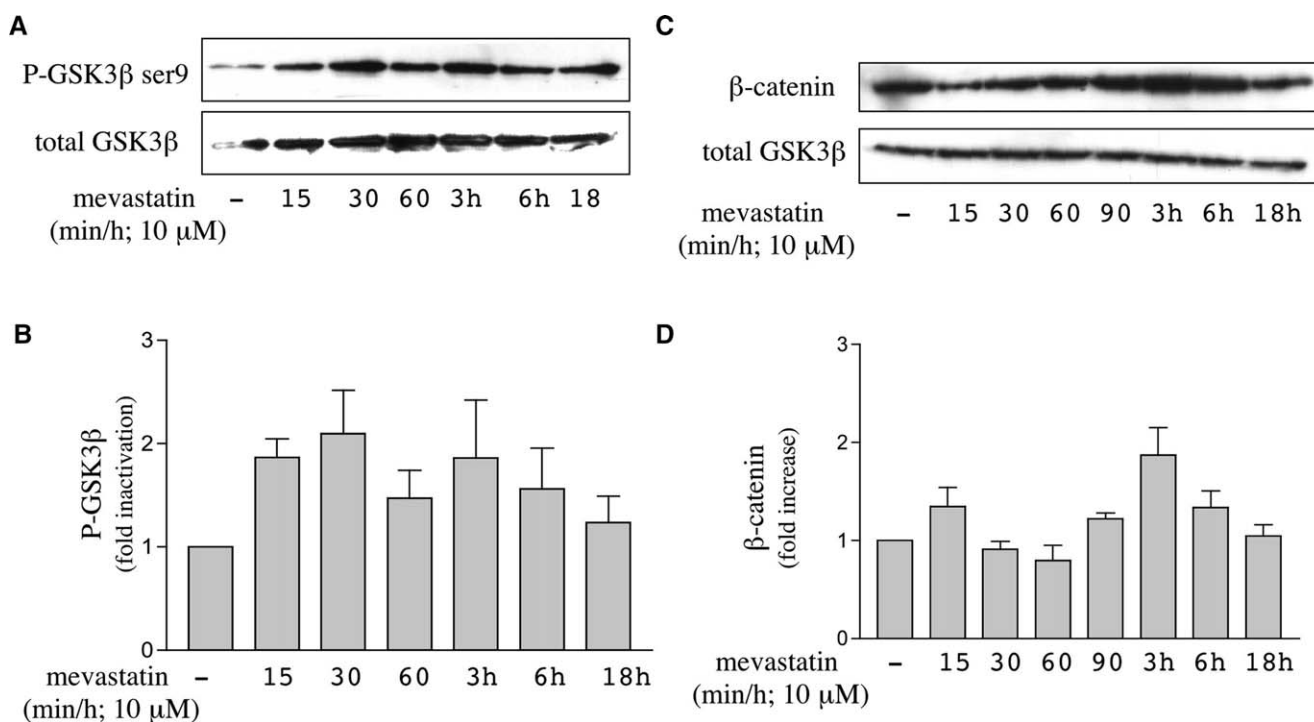 A
P-GSK3β ser9
total GSK3β
mevastatin
(min/h; 10 μM)
– 15 30 60 3h 6h 18
C
β-catenin
total GSK3β
mevastatin
(min/h; 10 μM)
– 15 30 60 90 3h 6h 18h
B
P-GSK3β
(fold inactivation)
3
2
1
0
mevastatin
(min/h; 10 μM)
– 15 30 60 3h 6h 18h
D
β-catenin
(fold increase)
3
2
1
0
mevastatin
(min/h; 10 μM)
– 15 30 60 90 3h 6h 18h